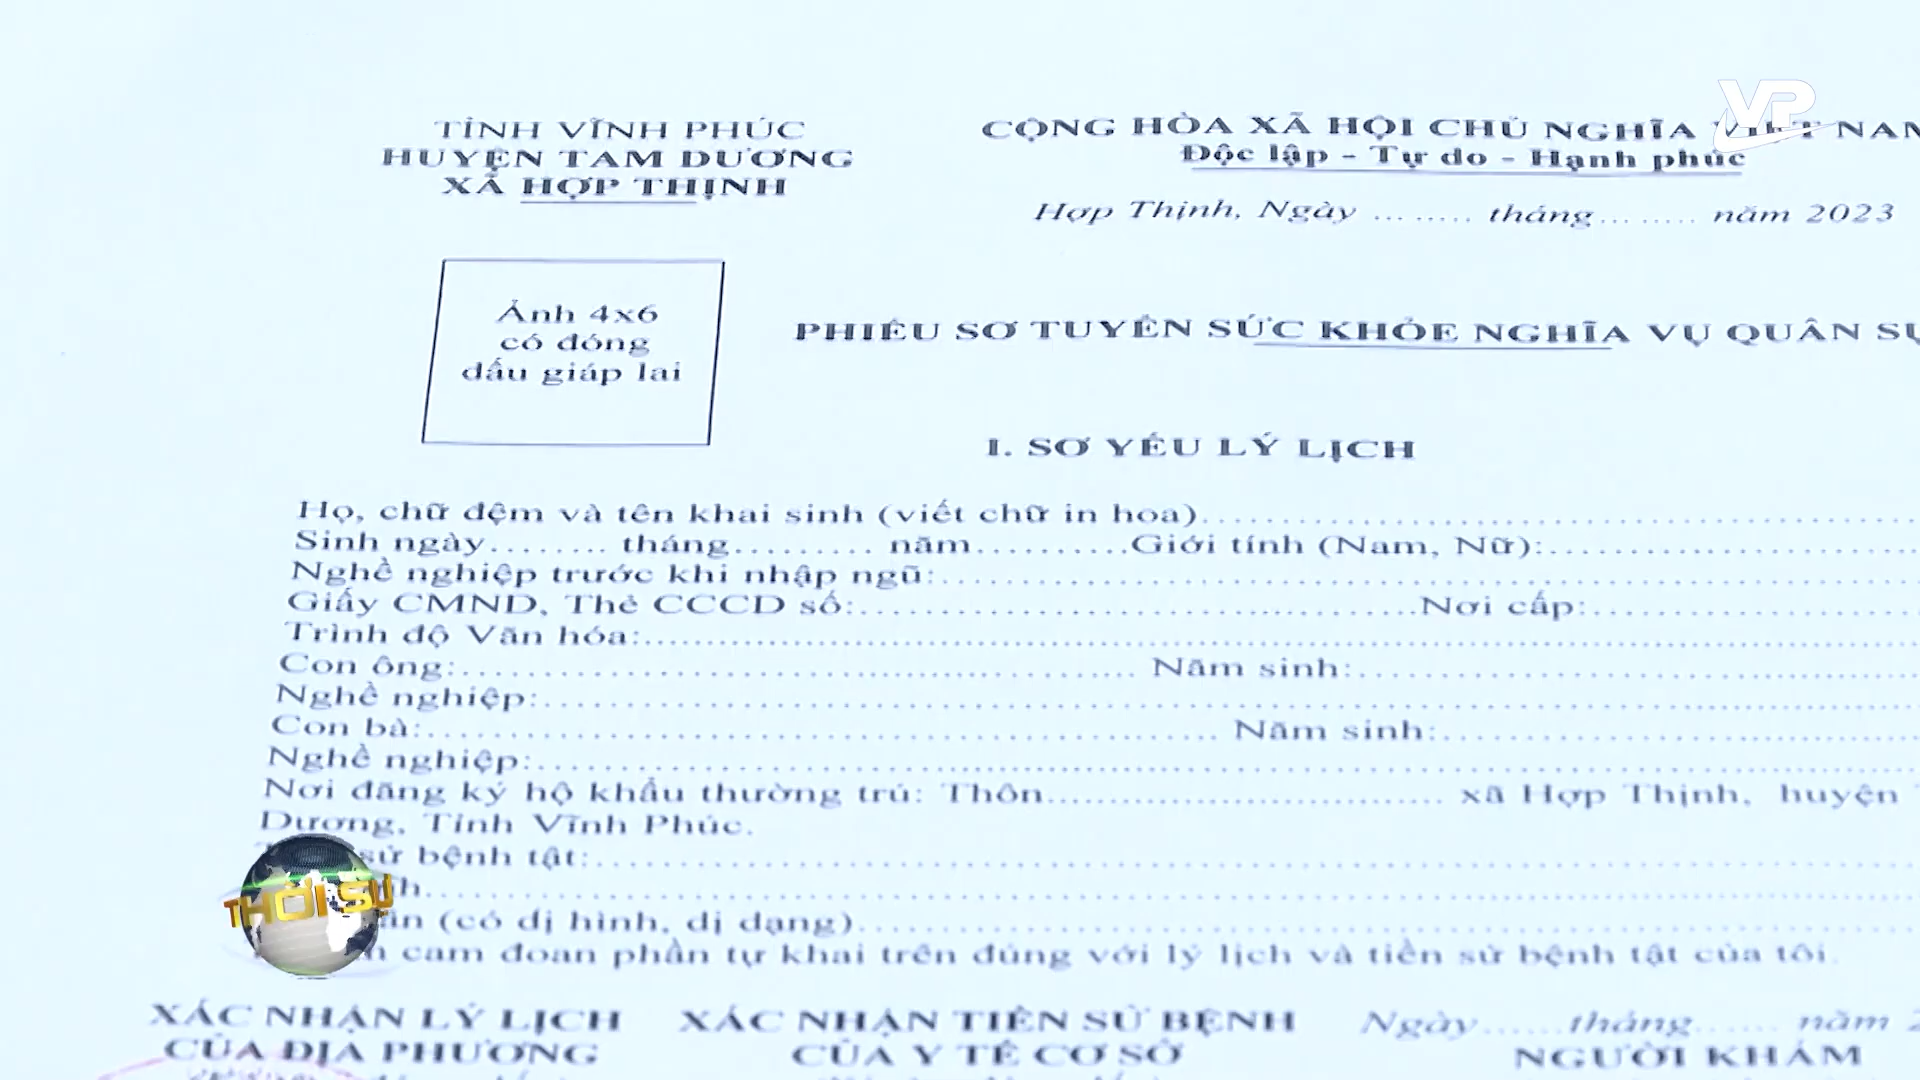 VP
TỈNH VĨNH PHÚC
HUYỆN TAM DƯƠNG
XÃ HỢP THỊNH
CỘNG HÒA XÃ HỘI CHỦ NGHĨA VIỆT NAM
Độc lập - Tự do - Hạnh phúc
Hợp Thịnh, Ngày ... ...... tháng... ...... năm 2023
Ảnh 4x6
có đóng
dấu giáp lai
PHIẾU SƠ TUYỂN SỨC KHỎE NGHĨA VỤ QUÂN SỰ
I. SƠ YẾU LÝ LỊCH
Họ, chữ đệm và tên khai sinh (viết chữ in hoa)..............................
Sinh ngày........ tháng......... năm..........Giới tính (Nam, Nữ):....................
Nghề nghiệp trước khi nhập ngũ:..............................
Giấy CMND, Thẻ CCCD số:..............................Nơi cấp:....................
Trình độ Văn hóa:..............................
Con ông:.............................. Năm sinh:....................
Nghề nghiệp:..............................
Con bà:.............................. Năm sinh:....................
Nghề nghiệp:..............................
Nơi đăng ký hộ khẩu thường trú: Thôn.............................. xã Hợp Thịnh, huyện
Dương, Tỉnh Vĩnh Phúc.
sử bệnh tật:..............................
(có dị hình, dị dạng)..............................
cam đoan phần tự khai trên đúng với lý lịch và tiền sử bệnh tật của tôi.
THỜI SỰ
XÁC NHẬN LÝ LỊCH
CỦA ĐỊA PHƯƠNG
XÁC NHẬN TIỀN SỬ BỆNH
CỦA Y TẾ CƠ SỞ
Ngày......tháng...... năm 2
NGƯỜI KHÁM